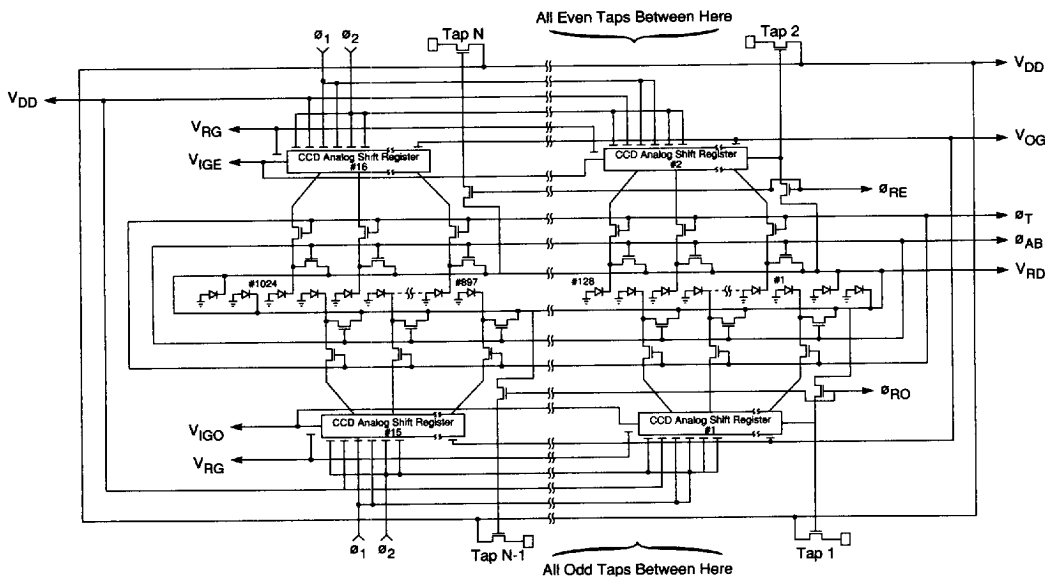 All Even Taps Between Here
ø1 ø2
Tap N
Tap 2
VDD
VDD
VRG
VOG
VIGE
CCD Analog Shift Register
#16
CCD Analog Shift Register
#2
øRE
øT
øAB
VRD
#1024
#897
#128
#1
øRO
VIGO
CCD Analog Shift Register
#15
CCD Analog Shift Register
#1
VRG
ø1 ø2
Tap N-1
Tap 1
All Odd Taps Between Here